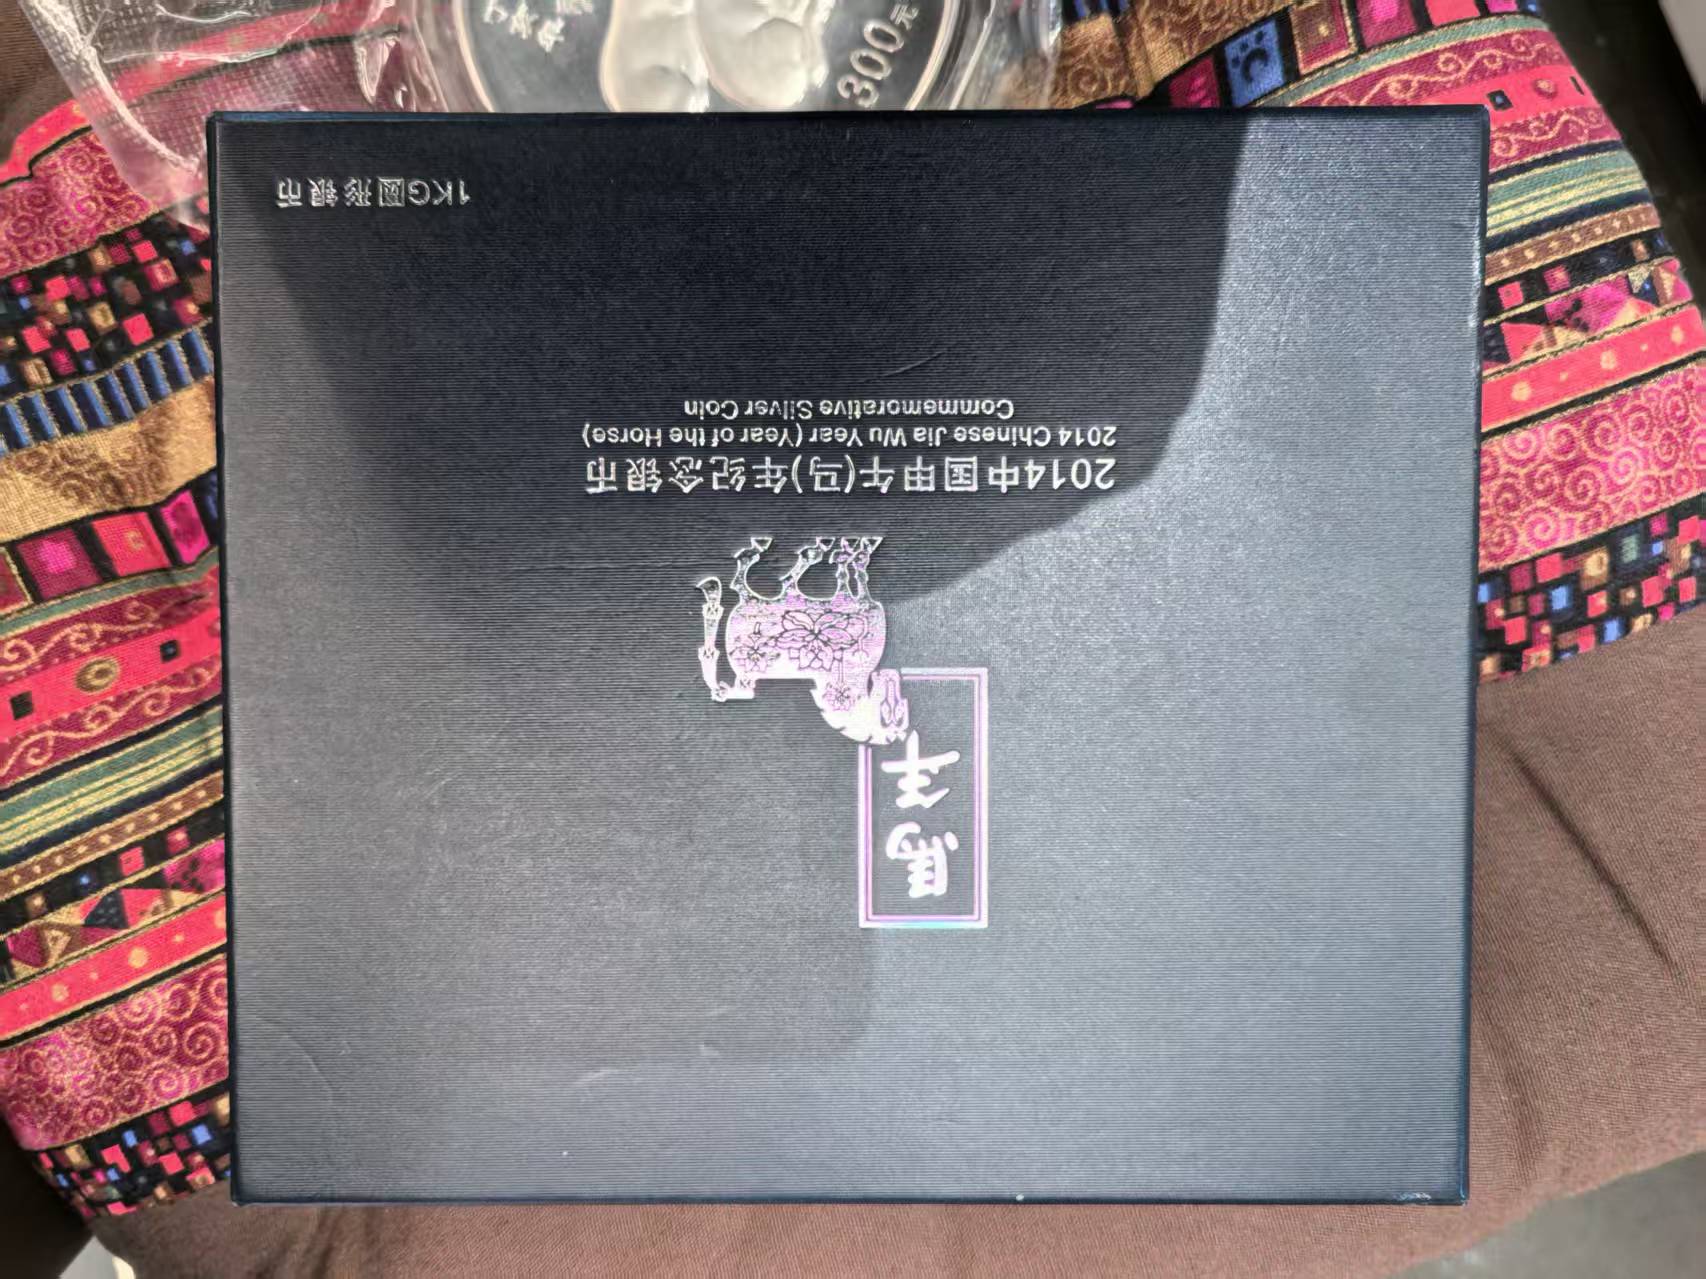 馬年
2014中国甲午(马)年纪念银币
2014 Chinese Jia Wu Year (Year of the Horse)
Commemorative Silver Coin
1KG圆形银币
300元